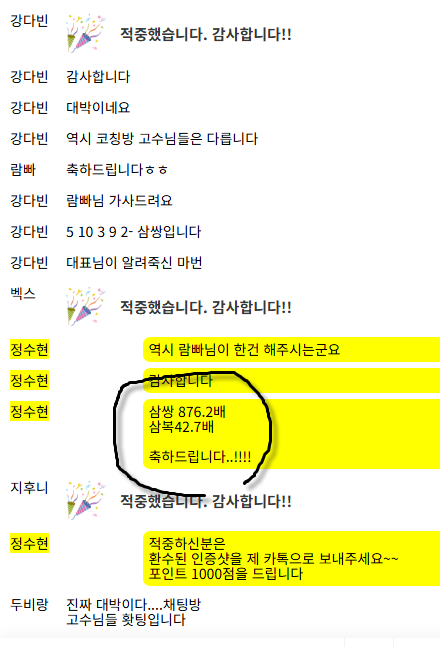 강다빈 적중했습니다. 감사합니다!!
강다빈 감사합니다
강다빈 대박이네요
강다빈 역시 코칭방 고수님들은 다릅니다
람빠 축하드립니다ㅎㅎ
강다빈 람빠님 가사드려요
강다빈 5 10 3 9 2- 삼쌍입니다
강다빈 대표님이 알려죽신 마번
벅스 적중했습니다. 감사합니다!!
정수현 역시 람빠님이 한건 해주시는군요
정수현 감사합니다
정수현 삼쌍 876.2배
삼복42.7배
축하드립니다..!!!!
지후니 적중했습니다. 감사합니다!!
정수현 적중하신분은
환수된 인증샷을 제 카톡으로 보내주세요~~
포인트 1000점을 드립니다
두비랑 진짜 대박이다....채팅방
고수님들 홧팅입니다